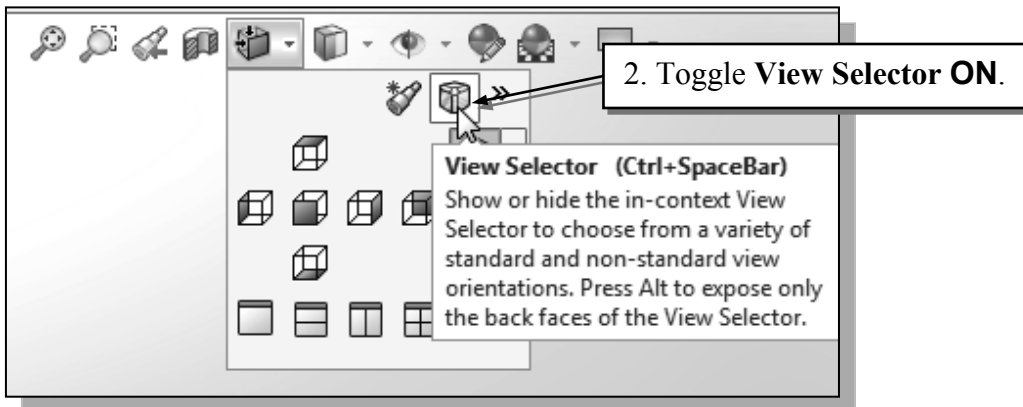 2. Toggle View Selector ON.
View Selector (Ctrl+SpaceBar)
Show or hide the in-context View
Selector to choose from a variety of
standard and non-standard view
orientations. Press Alt to expose only
the back faces of the View Selector.